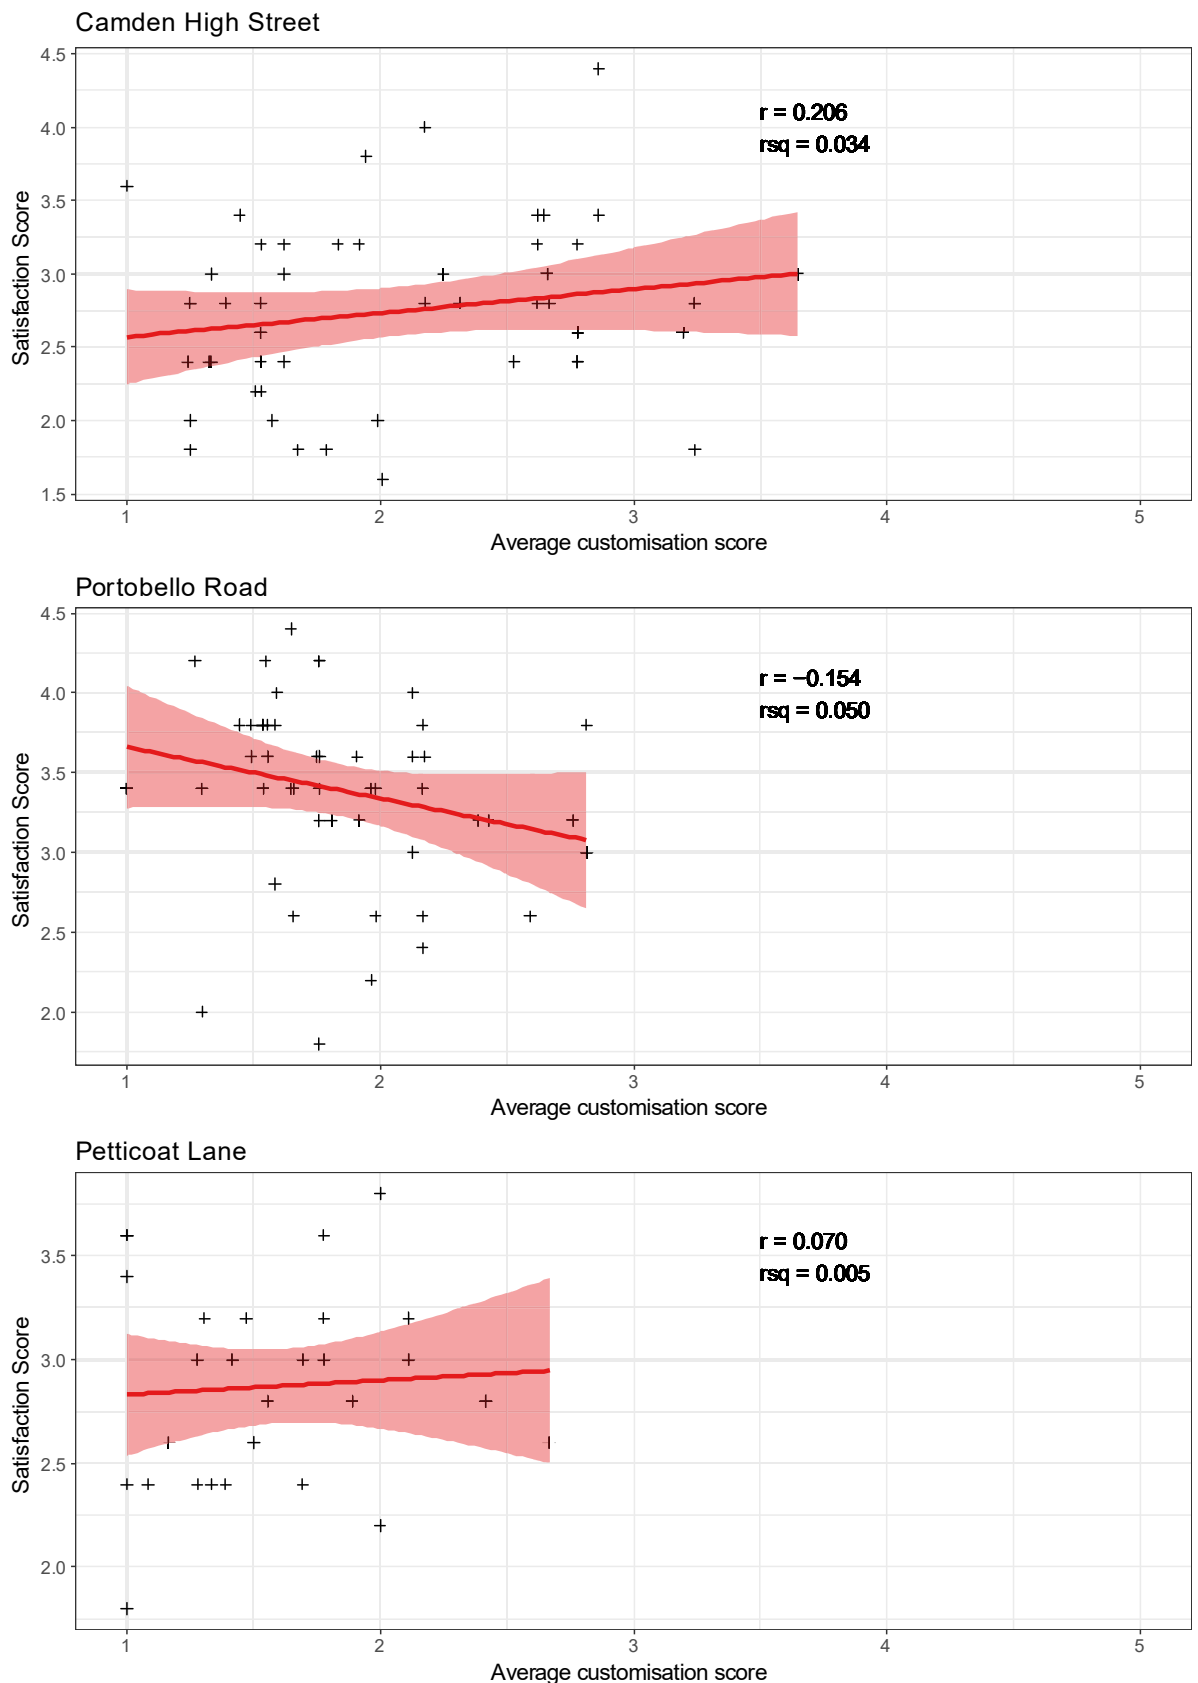 Camden High Street
4.5
4.0
3.5
3.0
2.5
2.0
1.5
Satisfaction Score
r = 0.206
rsq = 0.034
1 2 3 4 5
Average customisation score
Portobello Road
4.5
4.0
3.5
3.0
2.5
2.0
Satisfaction Score
r = −0.154
rsq = 0.050
1 2 3 4 5
Average customisation score
Petticoat Lane
3.5
3.0
2.5
2.0
Satisfaction Score
r = 0.070
rsq = 0.005
1 2 3 4 5
Average customisation score